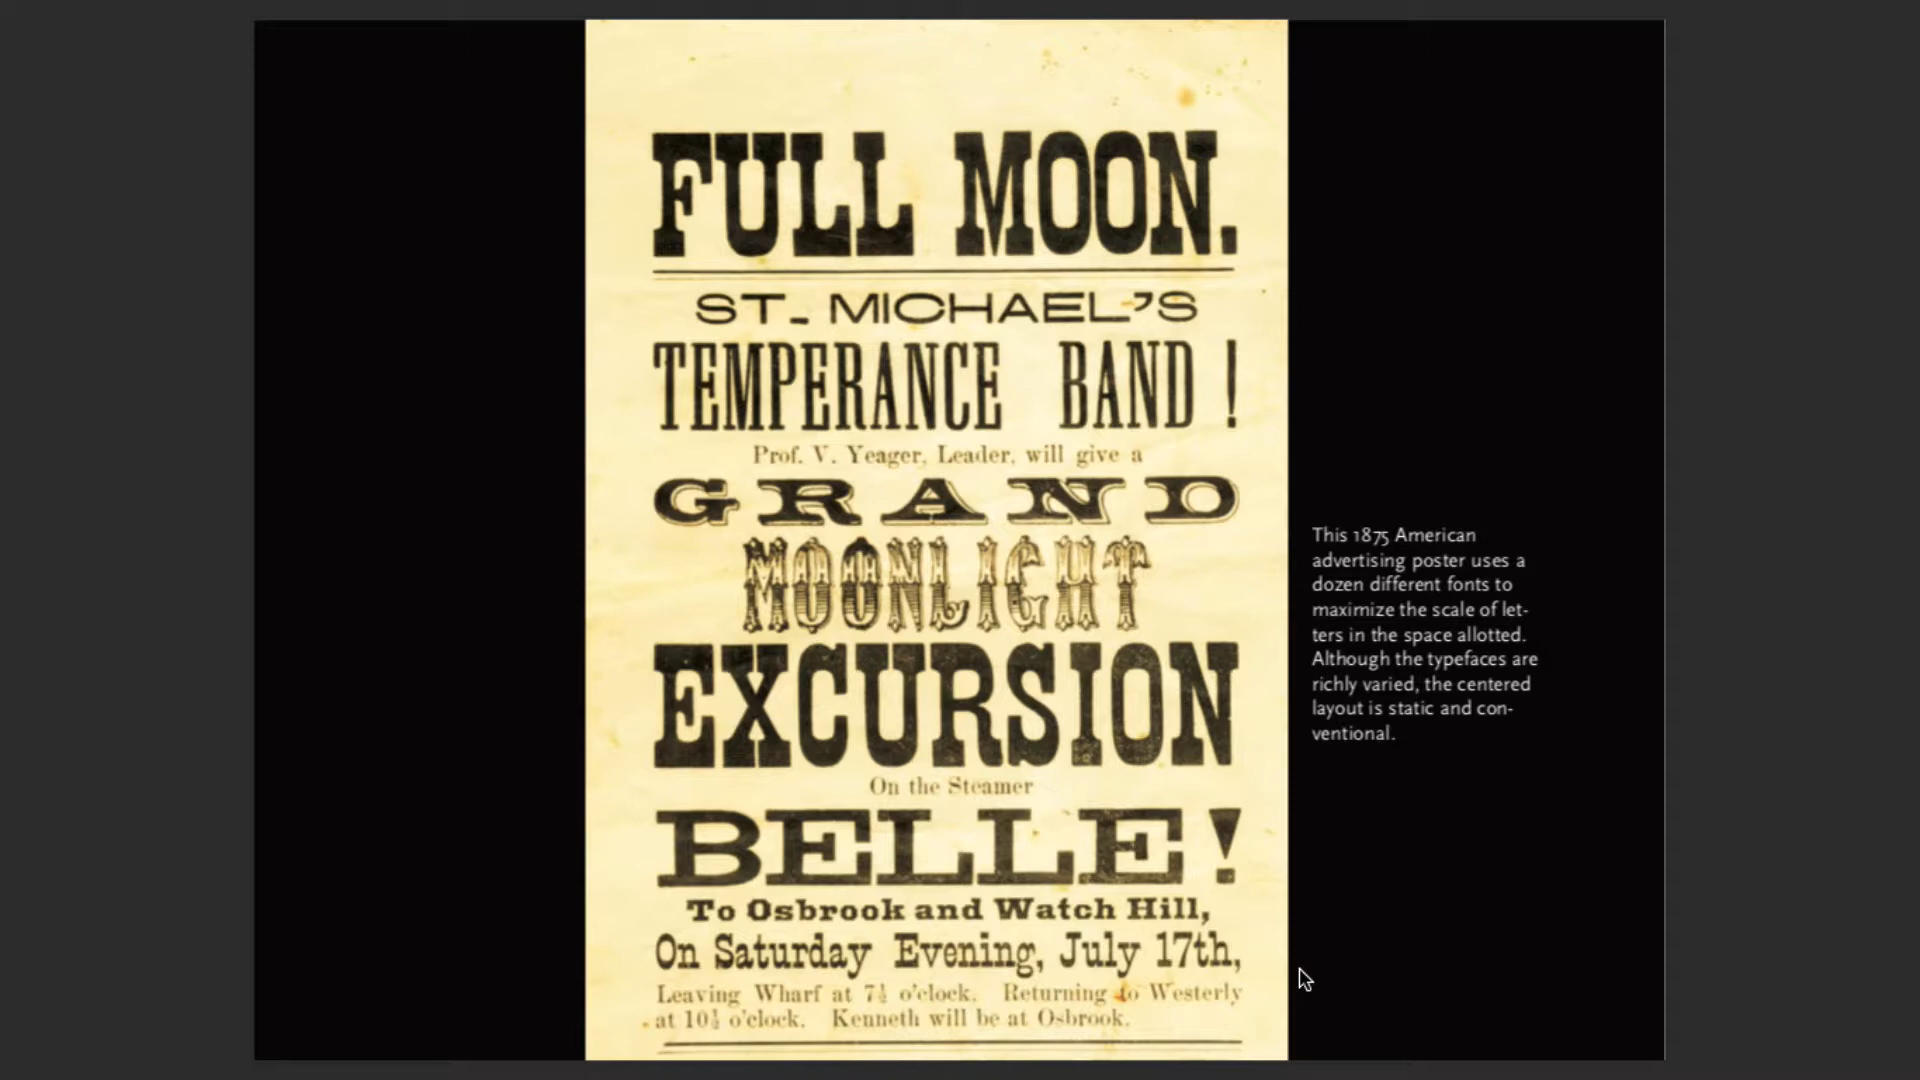 FULL MOON.
ST. MICHAEL'S
TEMPERANCE BAND !
Prof. V. Yeager, Leader, will give a
GRAND
MOONLIGHT
EXCURSION
On the Steamer
BELLE !
To Osbrook and Watch Hill,
On Saturday Evening, July 17th,
Leaving Wharf at 7½ o'clock. Returning to Westerly
at 10½ o'clock. Kenneth will be at Osbrook.
This 1875 American
advertising poster uses a
dozen different fonts to
maximize the scale of let-
ters in the space allotted.
Although the typefaces are
richly varied, the centered
layout is static and con-
ventional.